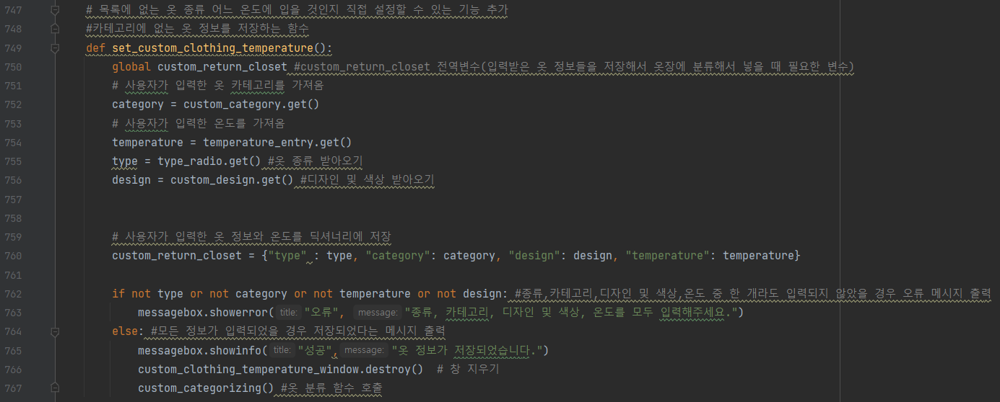 747 # 목록에 없는 옷 종류 어느 온도에 입을 것인지 직접 설정할 수 있는 기능 추가
748 #카테고리에 없는 옷 정보를 저장하는 함수
749 def set_custom_clothing_temperature():
750 global custom_return_closet #custom_return_closet 전역변수(입력받은 옷 정보들을 저장해서 옷장에 분류해서 넣을 때 필요한 변수)
751 # 사용자가 입력한 옷 카테고리를 가져옴
752 category = custom_category.get()
753 # 사용자가 입력한 온도를 가져옴
754 temperature = temperature_entry.get()
755 type = type_radio.get() #옷 종류 받아오기
756 design = custom_design.get() #디자인 및 색상 받아오기
757
758
759 # 사용자가 입력한 옷 정보와 온도를 딕셔너리에 저장
760 custom_return_closet = {"type" : type, "category": category, "design": design, "temperature": temperature}
761
762 if not type or not category or not temperature or not design: #종류,카테고리,디자인 및 색상,온도 중 한 개라도 입력되지 않았을 경우 오류 메시지 출력
763 messagebox.showerror( title: "오류", message: "종류, 카테고리, 디자인 및 색상, 온도를 모두 입력해주세요.")
764 else: #모든 정보가 입력되었을 경우 저장되었다는 메시지 출력
765 messagebox.showinfo( title: "성공", message: "옷 정보가 저장되었습니다.")
766 custom_clothing_temperature_window.destroy() # 창 지우기
767 custom_categorizing() #옷 분류 함수 호출